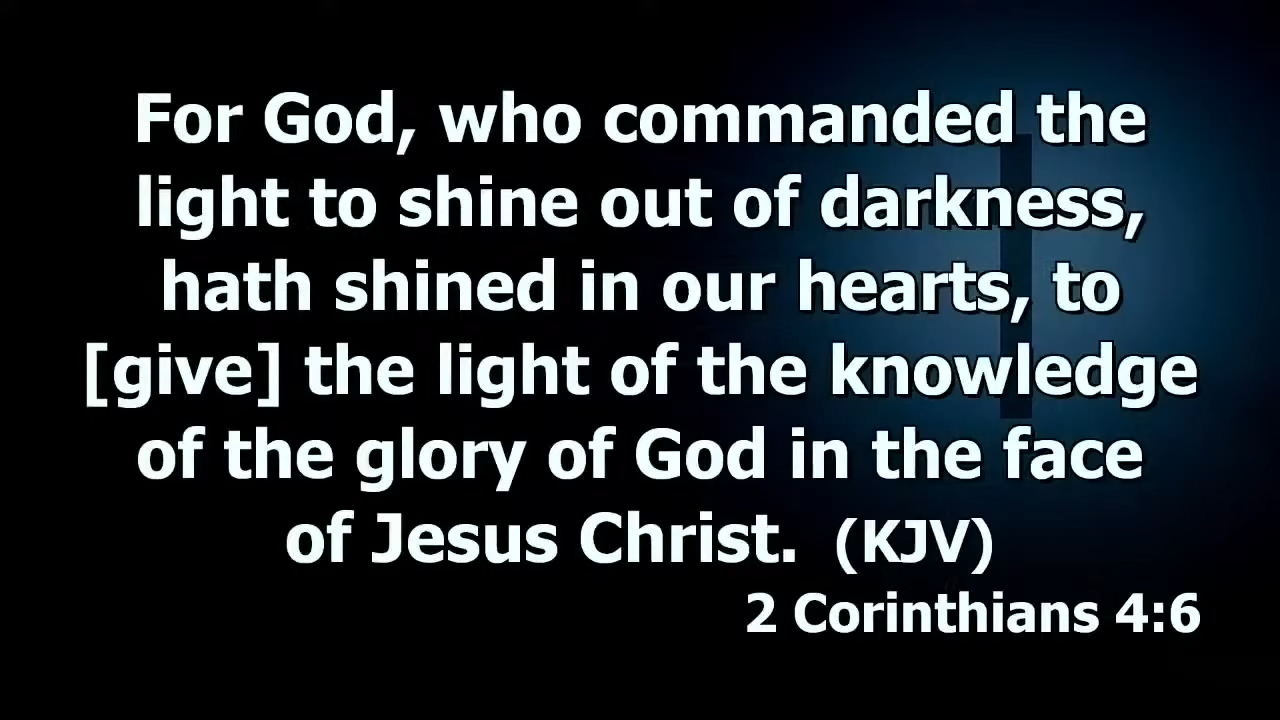 For God, who commanded the
light to shine out of darkness,
hath shined in our hearts, to
[give] the light of the knowledge
of the glory of God in the face
of Jesus Christ. (KJV)
2 Corinthians 4:6